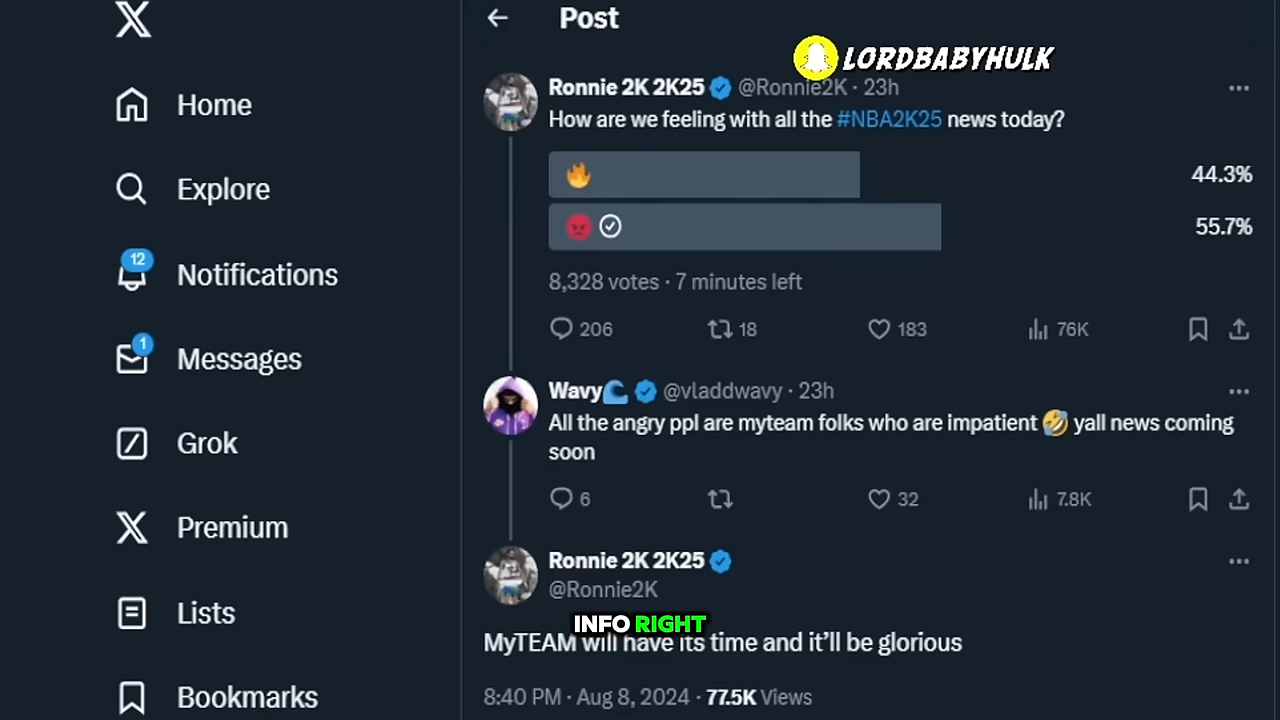 Post
LORDBABYHULK
Home
Explore
12
Notifications
1
Messages
Grok
Premium
Lists
Bookmarks
Ronnie 2K 2K25 @Ronnie2K · 23h
How are we feeling with all the #NBA2K25 news today?
44.3%
55.7%
8,328 votes · 7 minutes left
206 18 183 76K
Wavy @vladdwavy · 23h
All the angry ppl are myteam folks who are impatient 🤣 yall news coming
soon
6 32 7.8K
Ronnie 2K 2K25
@Ronnie2K
INFO RIGHT
MyTEAM will have its time and it’ll be glorious
8:40 PM · Aug 8, 2024 · 77.5K Views